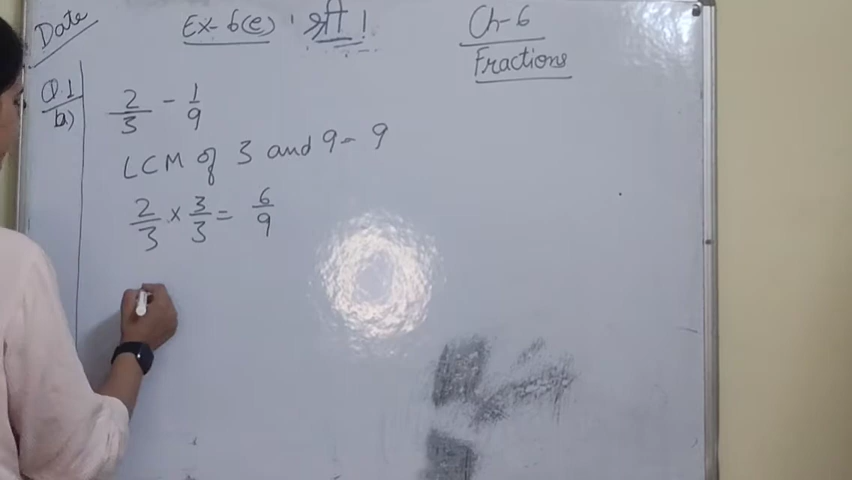 Date
Ex-6(e) । श्री ।
Ch-6
Fractions
Q.1
b) 2/3 - 1/9
LCM of 3 and 9 = 9
2/3 × 3/3 = 6/9